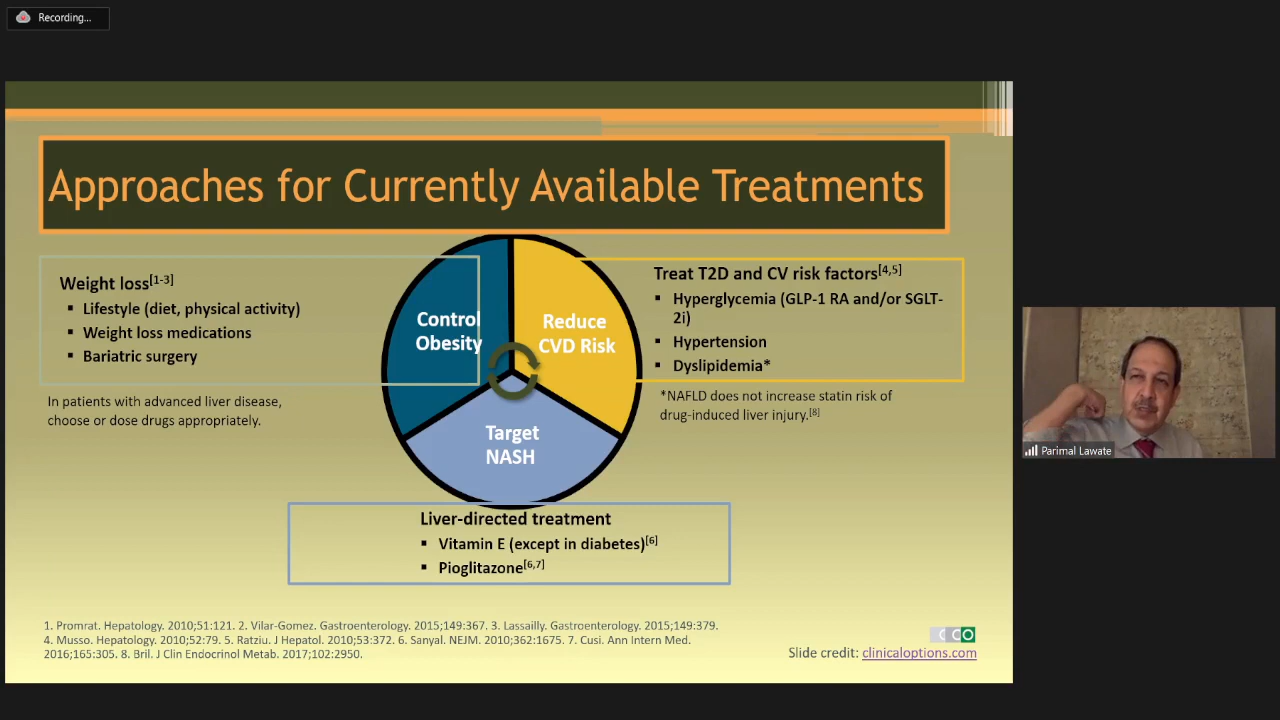 Recording...
Approaches for Currently Available Treatments
Weight loss[1-3]
▪ Lifestyle (diet, physical activity)
▪ Weight loss medications
▪ Bariatric surgery
In patients with advanced liver disease,
choose or dose drugs appropriately.
Control
Obesity
Reduce
CVD Risk
Target
NASH
Treat T2D and CV risk factors[4,5]
▪ Hyperglycemia (GLP-1 RA and/or SGLT-
2i)
▪ Hypertension
▪ Dyslipidemia*
*NAFLD does not increase statin risk of
drug-induced liver injury.[8]
Parimal Lawate
Liver-directed treatment
▪ Vitamin E (except in diabetes)[6]
▪ Pioglitazone[6,7]
1. Promrat. Hepatology. 2010;51:121. 2. Vilar-Gomez. Gastroenterology. 2015;149:367. 3. Lassailly. Gastroenterology. 2015;149:379.
4. Musso. Hepatology. 2010;52:79. 5. Ratziu. J Hepatol. 2010;53:372. 6. Sanyal. NEJM. 2010;362:1675. 7. Cusi. Ann Intern Med.
2016;165:305. 8. Bril. J Clin Endocrinol Metab. 2017;102:2950.
CCO
Slide credit: clinicaloptions.com